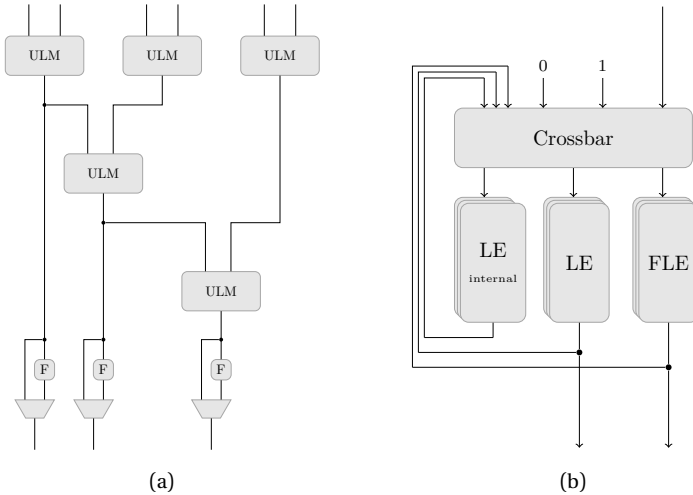 ULM ULM ULM
ULM
ULM
F F F
(a)
0 1
Crossbar
LE LE FLE
internal
(b)